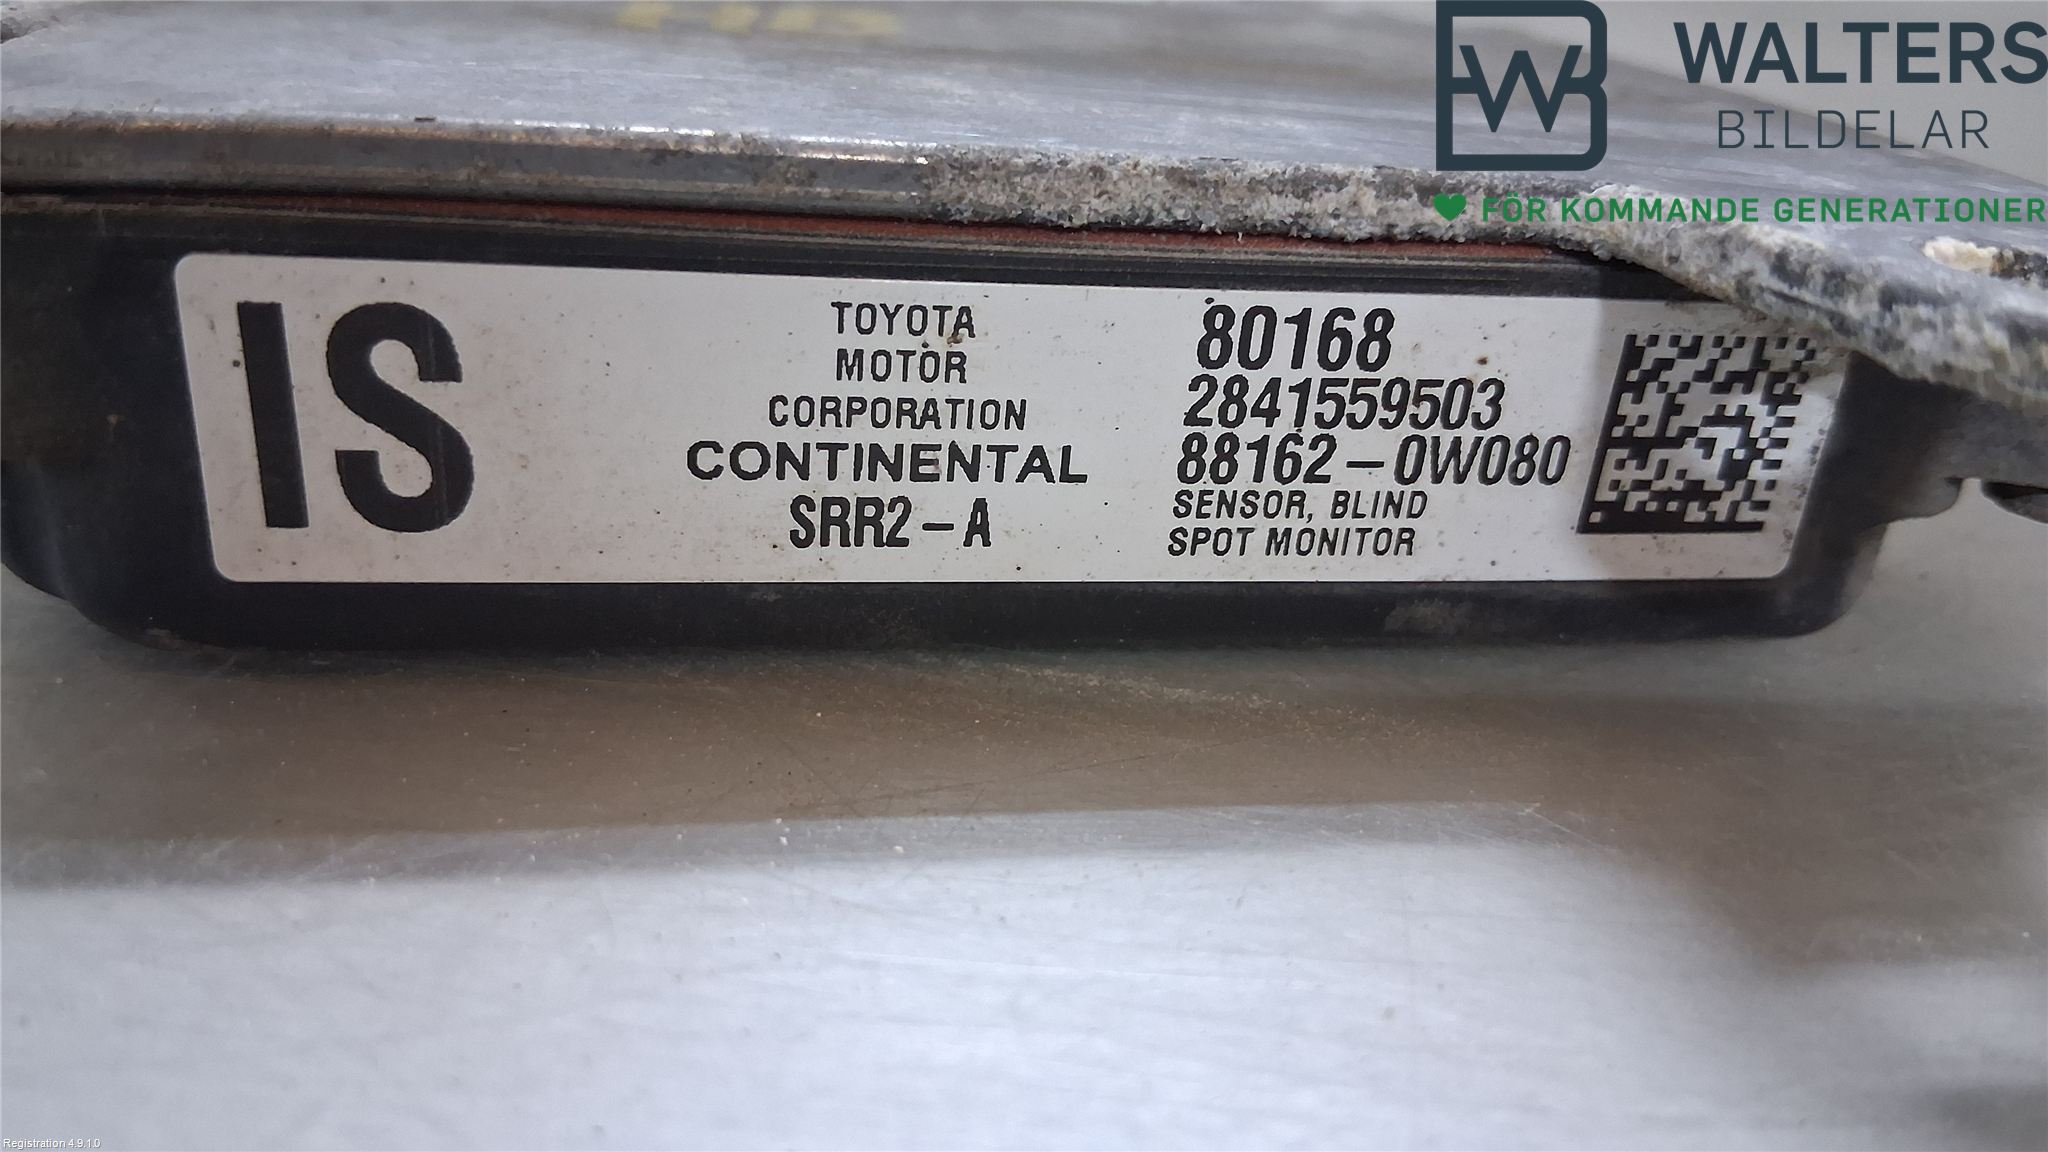 WALTERS
BILDELAR
FÖR KOMMANDE GENERATIONER
IS
TOYOTA
MOTOR
CORPORATION
CONTINENTAL
SRR2-A
80168
2841559503
88162-0W080
SENSOR, BLIND
SPOT MONITOR
Registration 4.9.1.0